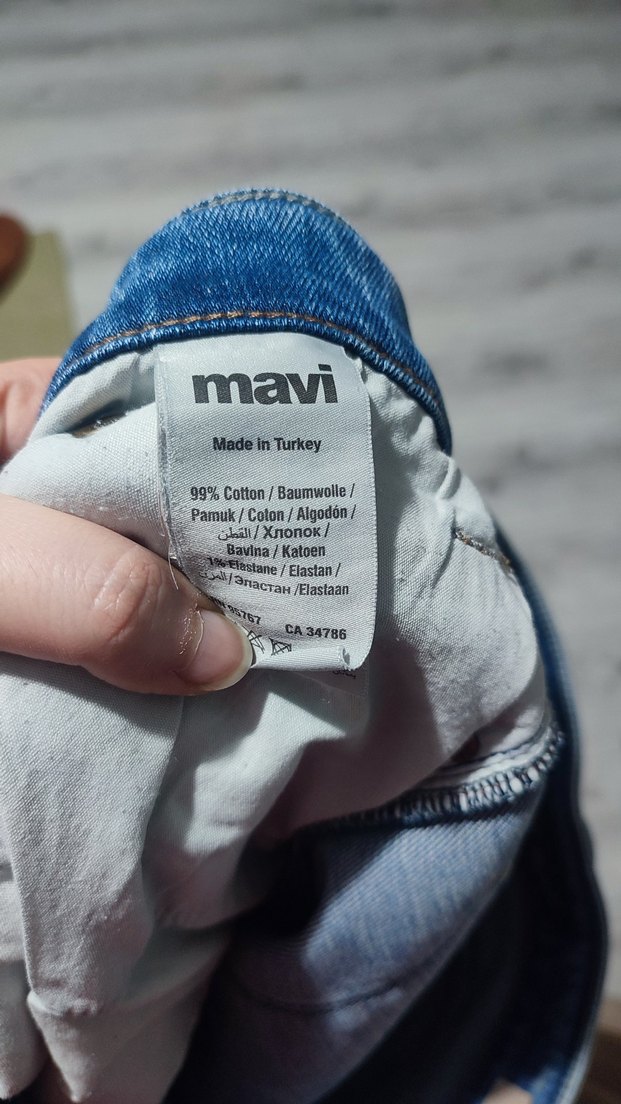 mavi
Made in Turkey
99% Cotton / Baumwolle /
Pamuk / Coton / Algodón /
القطن / Хлопок /
Bavlna / Katoen
1% Elastane / Elastan /
/ Эластан /Elastaan
95767 CA 34786